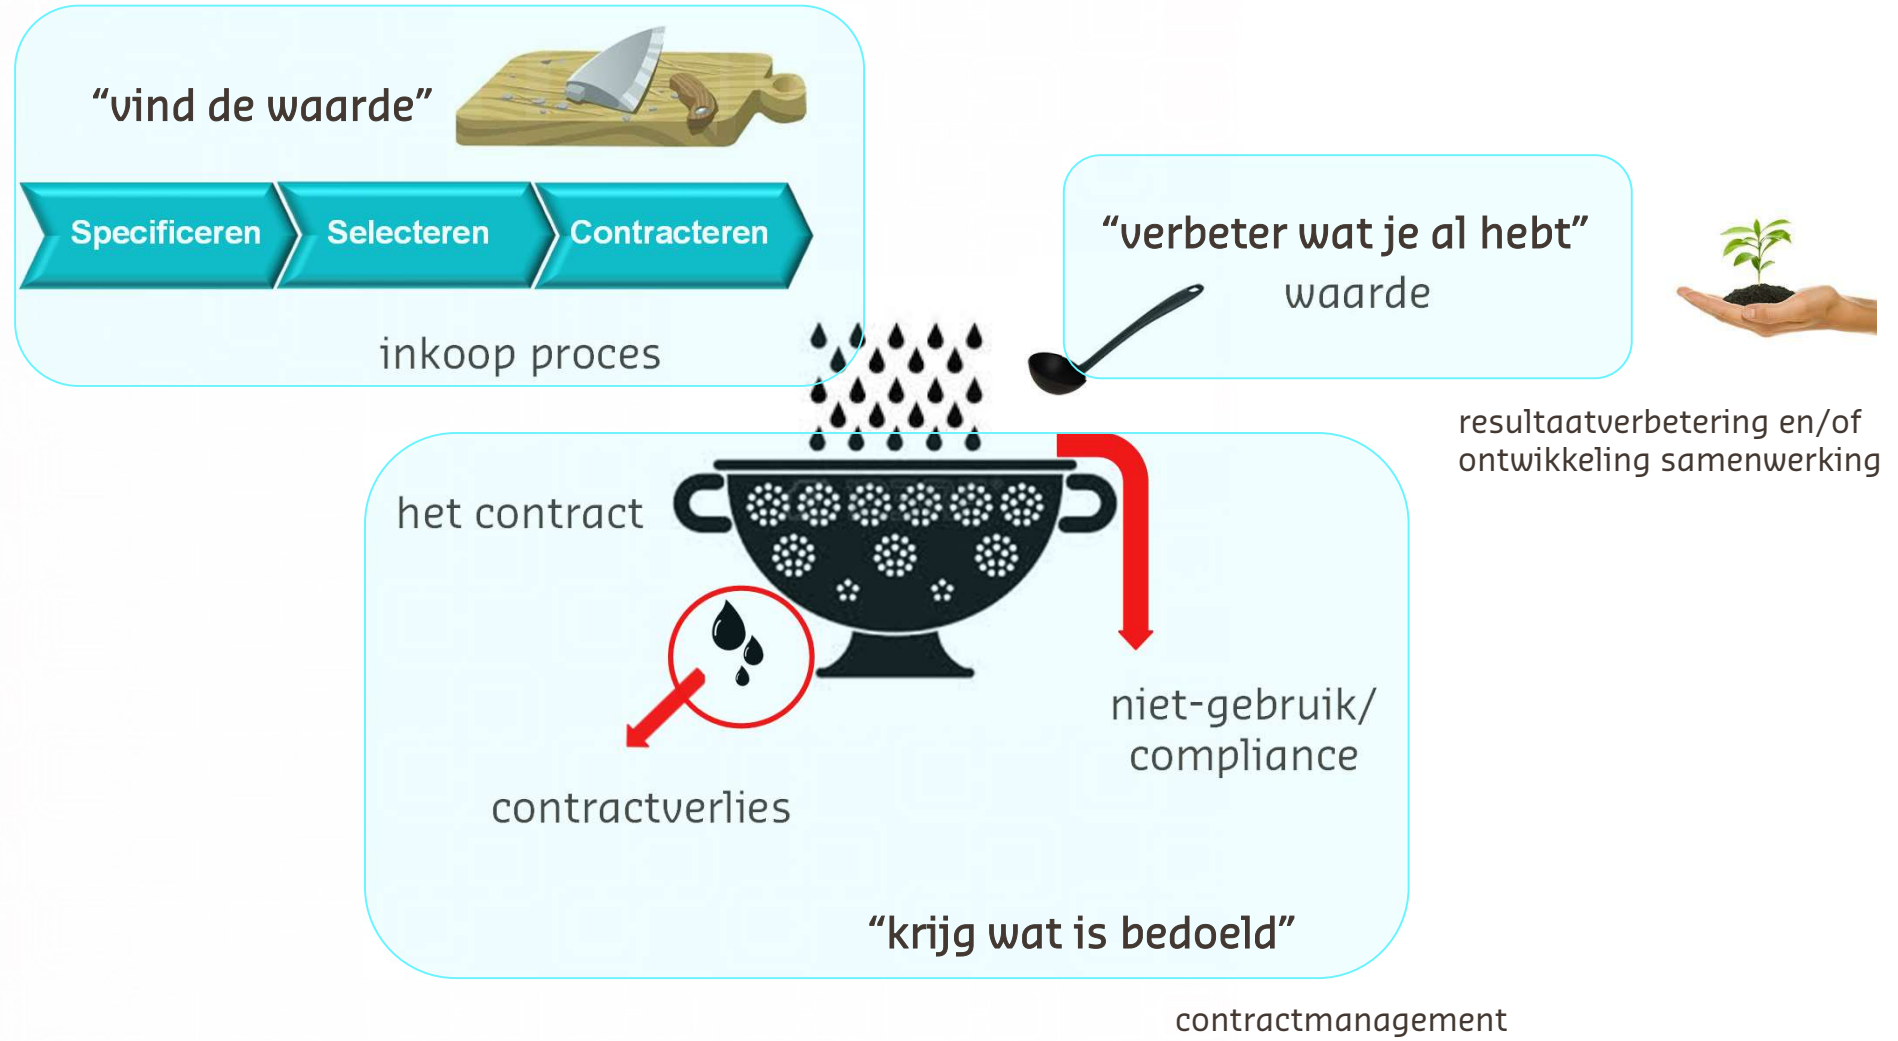 “vind de waarde”
Specificeren
Selecteren
Contracteren
inkoop proces
“verbeter wat je al hebt”
waarde
resultaatverbetering en/of
ontwikkeling samenwerking
het contract
niet-gebruik/
compliance
contractverlies
“krijg wat is bedoeld”
contractmanagement